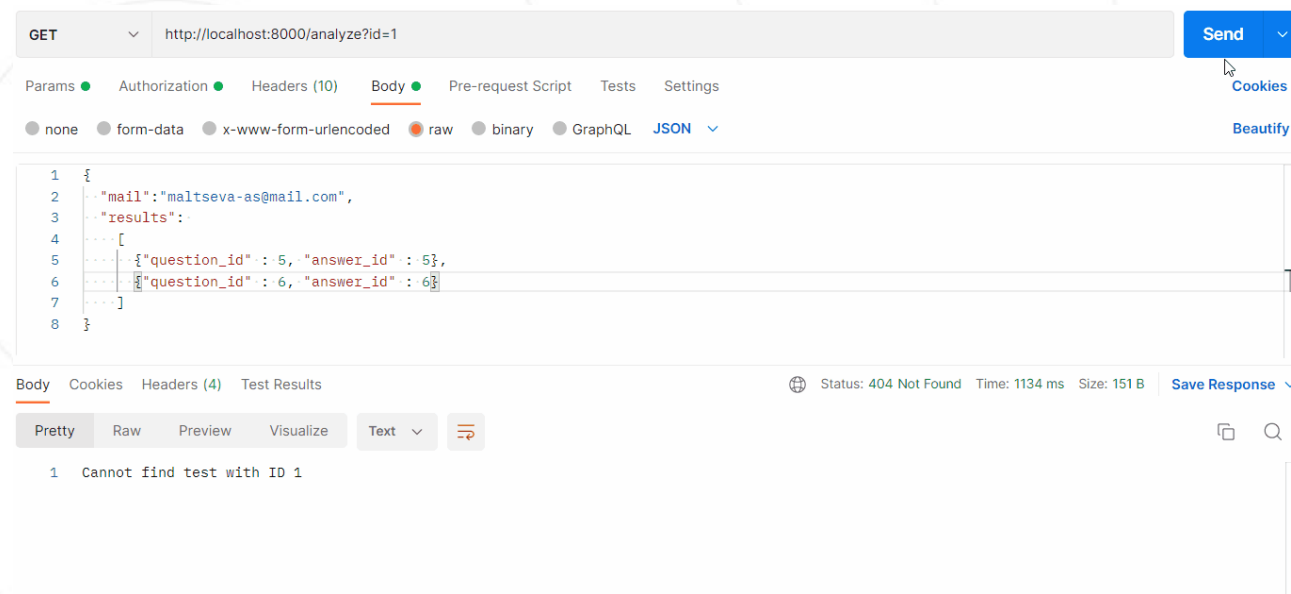 GET http://localhost:8000/analyze?id=1 Send
Params Authorization Headers (10) Body Pre-request Script Tests Settings Cookies
none form-data x-www-form-urlencoded raw binary GraphQL JSON Beautify
1 {
2 "mail":"maltseva-as@mail.com",
3 "results":
4 [
5 {"question_id" : 5, "answer_id" : 5},
6 {"question_id" : 6, "answer_id" : 6}
7 ]
8 }
Body Cookies Headers (4) Test Results Status: 404 Not Found Time: 1134 ms Size: 151 B Save Response
Pretty Raw Preview Visualize Text
1 Cannot find test with ID 1